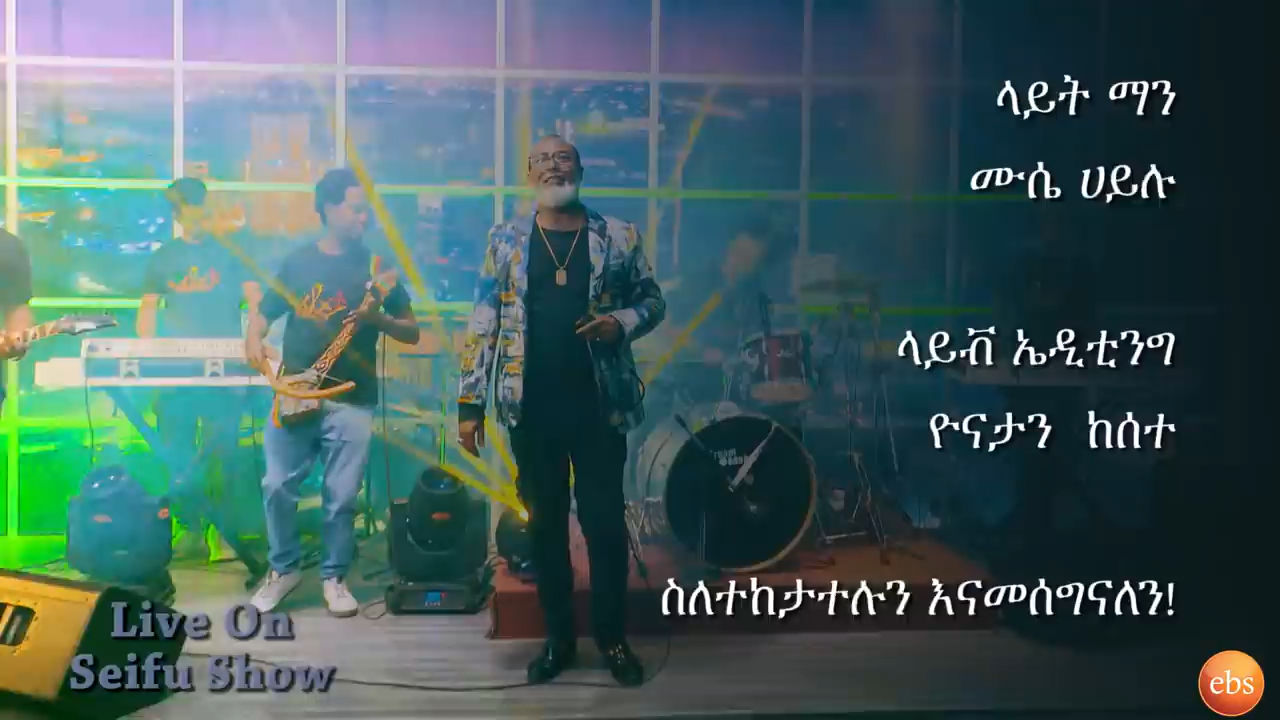 ላይት ማን
ሙሴ ሀይሉ
ላይቭ ኤዲቲንግ
ዮናታን ከሰተ
ስለተከታተሉን እናመሰግናለን!
Live On
Seifu Show
ebs